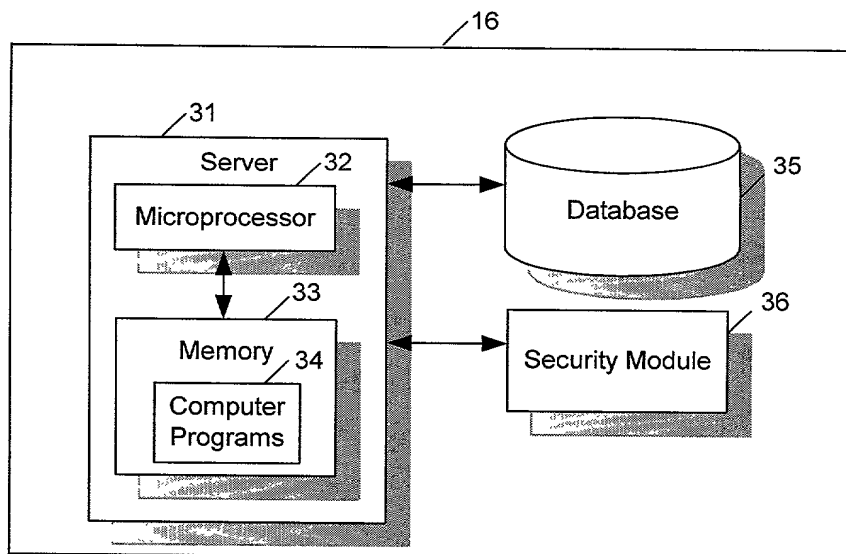 16
31
Server
32
Microprocessor
33
Memory
34
Computer
Programs
Database
35
36
Security Module